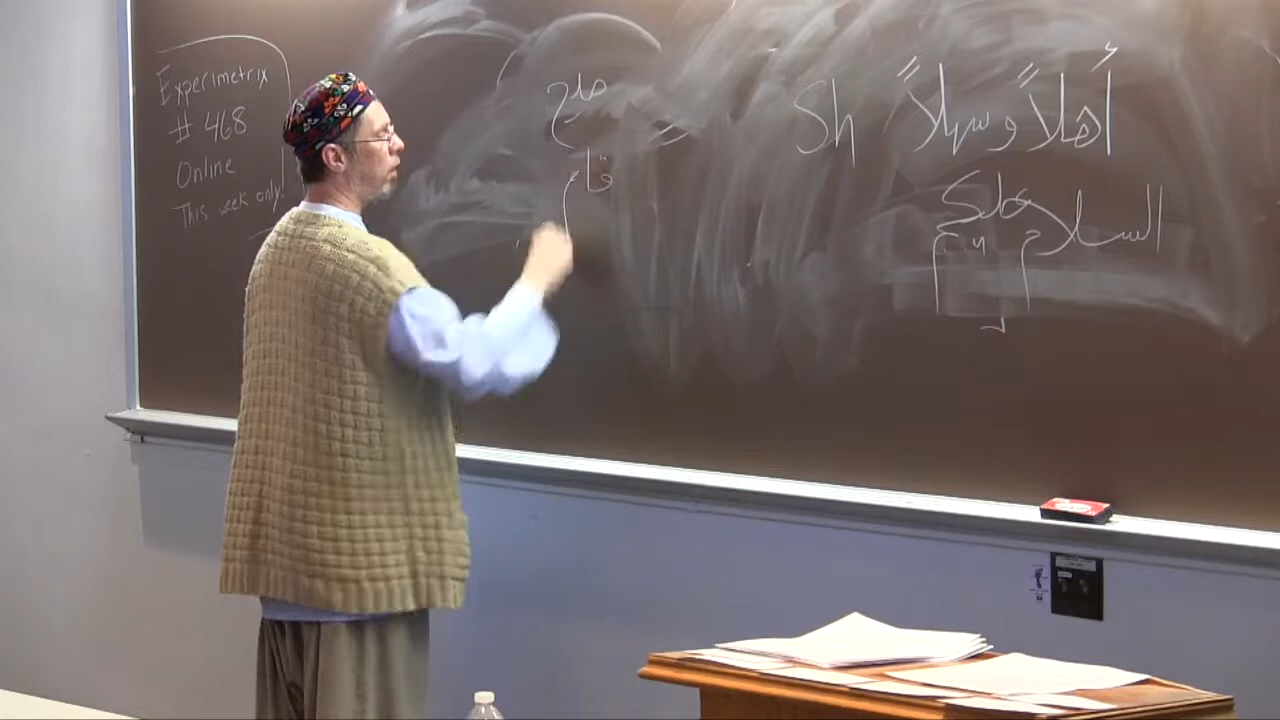 Experimetrix
# 468
Online
This week only!
Sh أهلاً وسهلاً
السلام عليكم